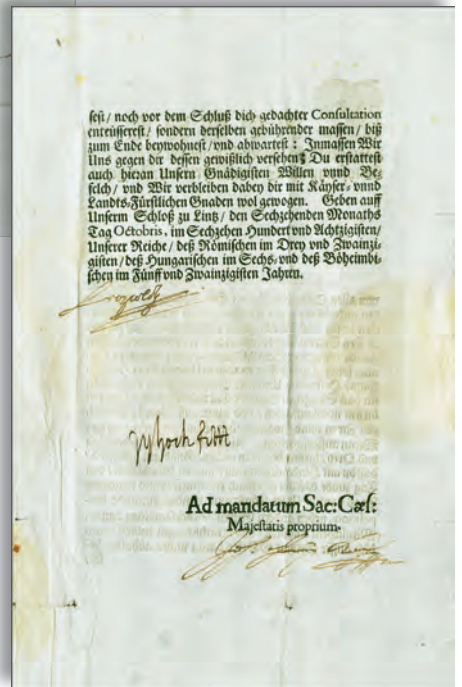 sest / noch vor dem Schluß dich gedachter Consultation
enteüsserest / sondern derselben gebührender massen / biß
zum Ende beywohnest / vnd abwartest: Inmassen Wir
Uns gegen dir dessen gewißlich versehen; Du erstattest
auch hieran Unsern Gnädigisten Willen vnnd Be-
felch / vnd Wir verbleiben dabey dir mit Käyser- vnnd
Landts-Fürstlichen Gnaden wol gewogen. Geben auff
Unserm Schloß zu Lintz / den Sechzehenden Monaths
Tag Octobris, im Sechzehen Hundert vnd Achtzigisten /
Unserer Reiche / deß Römischen im Drey vnd Zwainzi-
gisten / deß Hungarischen im Sechs- vnd deß Böheimbi-
schen im Fünff vnd Zwainzigisten Jahren.
Leopoldt
Ad mandatum Sac: Cæs:
Majestatis proprium.